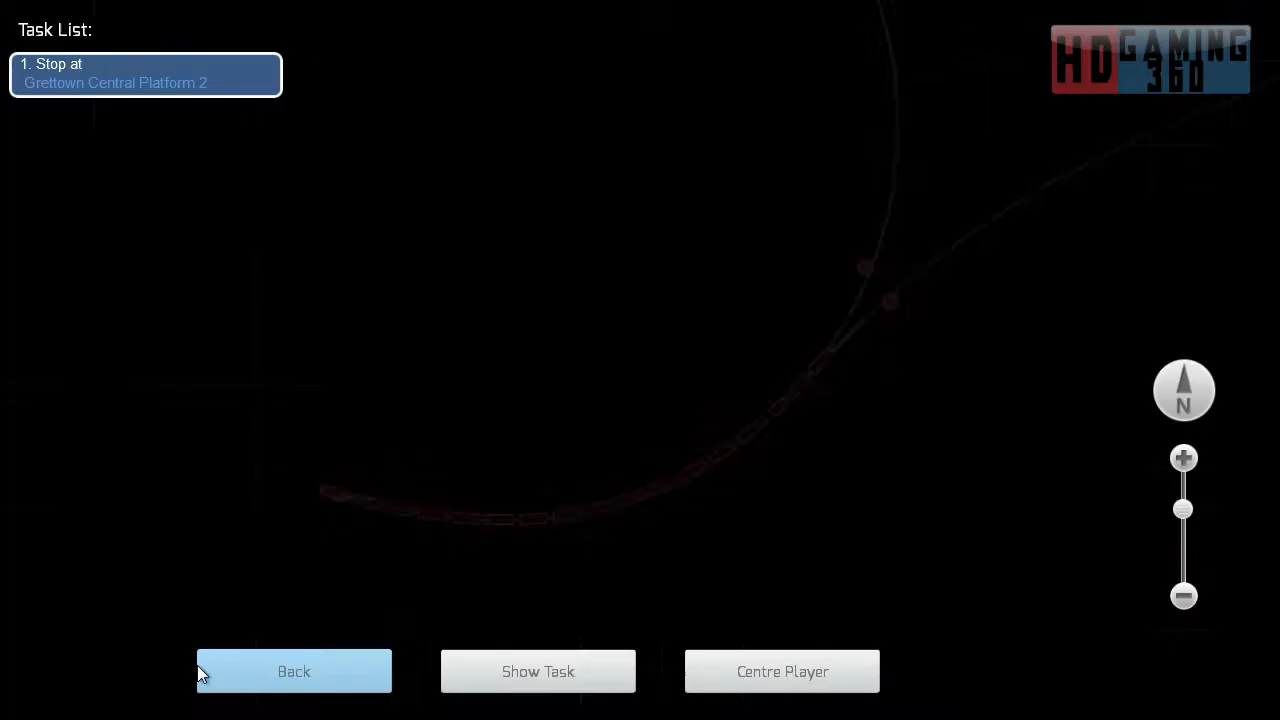 Task List:
1. Stop at
Grettown Central Platform 2
HD GAMING
360
N
Back
Show Task
Centre Player